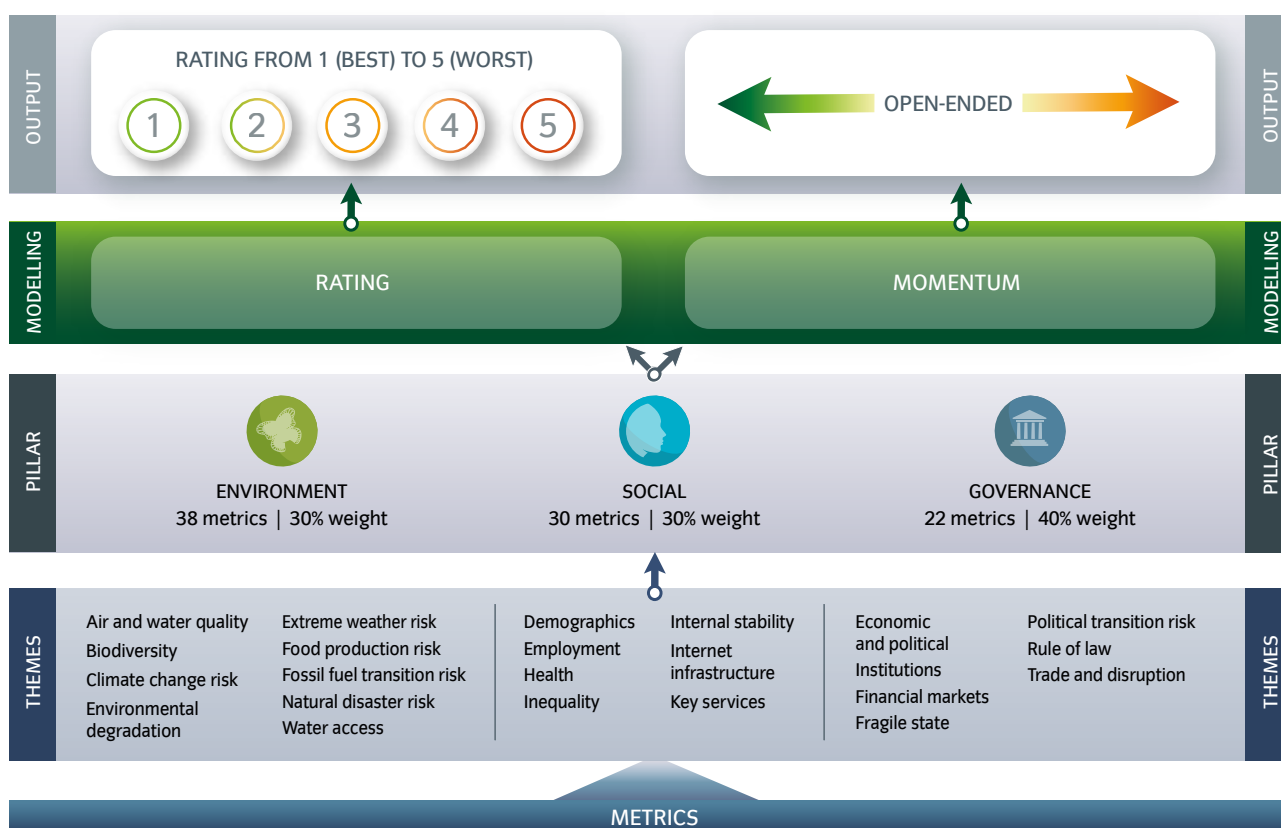 OUTPUT
RATING FROM 1 (BEST) TO 5 (WORST)
1 2 3 4 5
OPEN-ENDED
OUTPUT
MODELLING
RATING
MOMENTUM
MODELLING
PILLAR
ENVIRONMENT
38 metrics | 30% weight
SOCIAL
30 metrics | 30% weight
GOVERNANCE
22 metrics | 40% weight
PILLAR
THEMES
Air and water quality
Biodiversity
Climate change risk
Environmental
degradation
Extreme weather risk
Food production risk
Fossil fuel transition risk
Natural disaster risk
Water access
Demographics
Employment
Health
Inequality
Internal stability
Internet
infrastructure
Key services
Economic
and political
Institutions
Financial markets
Fragile state
Political transition risk
Rule of law
Trade and disruption
THEMES
METRICS